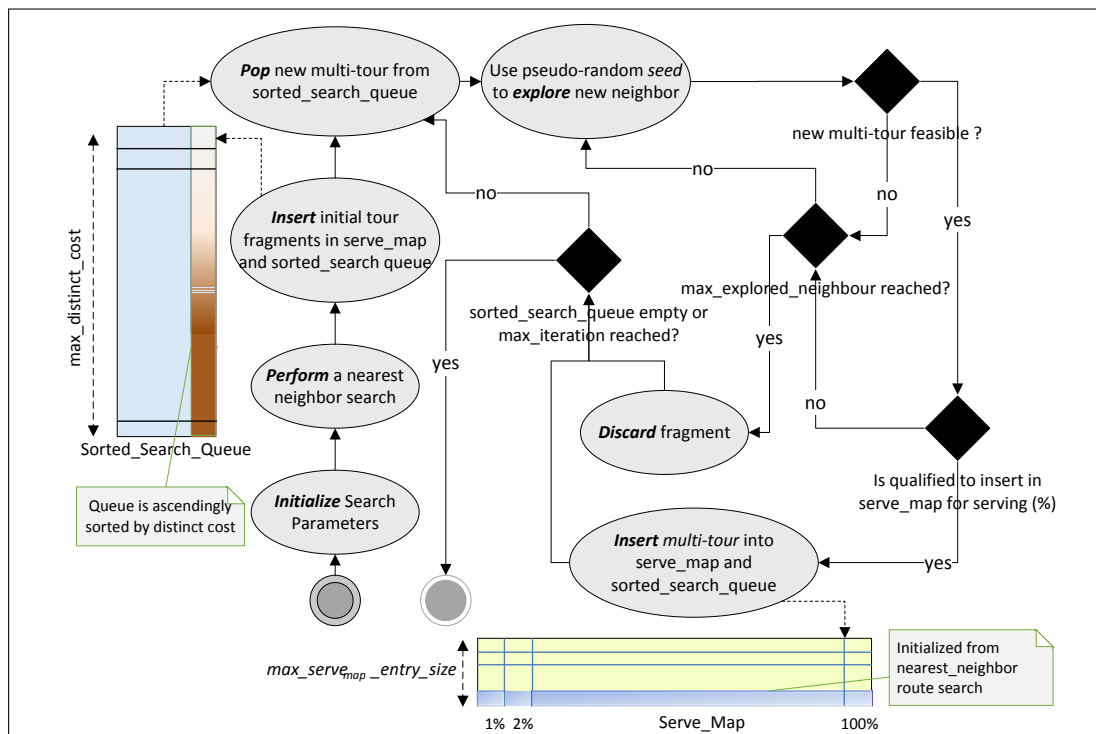 Pop new multi-tour from
sorted_search_queue
Use pseudo-random seed
to explore new neighbor
new multi-tour feasible ?
no
no
no
yes
Insert initial tour
fragments in serve_map
and sorted_search queue
max_distinct_cost
max_explored_neighbour reached?
sorted_search_queue empty or
max_iteration reached?
yes
yes
Perform a nearest
neighbor search
no
Discard fragment
Sorted_Search_Queue
Queue is ascendingly
sorted by distinct cost
Initialize Search
Parameters
Is qualified to insert in
serve_map for serving (%)
Insert multi-tour into
serve_map and
sorted_search_queue
yes
max_serve_map_entry_size
Initialized from
nearest_neighbor
route search
1% 2% Serve_Map 100%